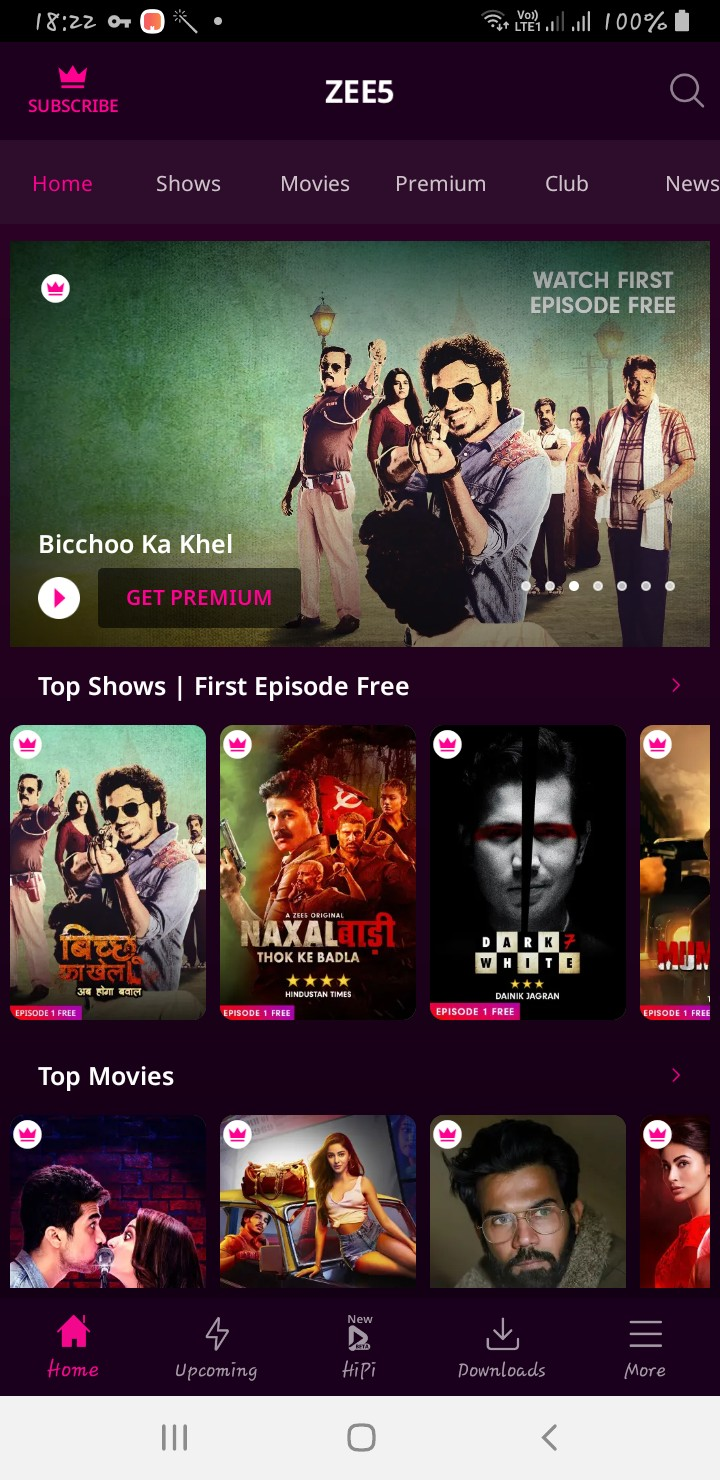 18:22
Vo)) LTE1
100%
SUBSCRIBE
ZEE5
Home Shows Movies Premium Club News
WATCH FIRST
EPISODE FREE
Bicchoo Ka Khel
GET PREMIUM
Top Shows | First Episode Free
बिच्छू
का खेल
अब होगा बवाल
EPISODE 1 FREE
A ZEE5 ORIGINAL
NAXALबाड़ी
THOK KE BADLA
HINDUSTAN TIMES
EPISODE 1 FREE
DARK 7
WHITE
DAINIK JAGRAN
EPISODE 1 FREE
MUM
EPISODE 1 FREE
Top Movies
Home
Upcoming
New
BETA
HiPi
Downloads
More